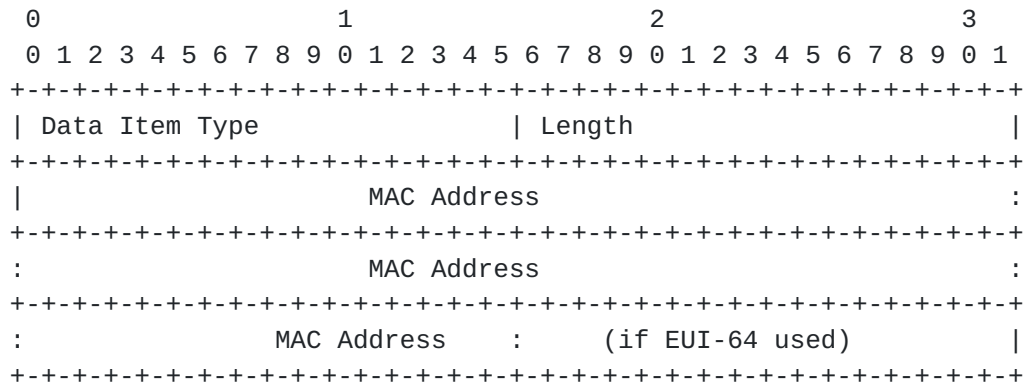 0                   1                   2                   3
 0 1 2 3 4 5 6 7 8 9 0 1 2 3 4 5 6 7 8 9 0 1 2 3 4 5 6 7 8 9 0 1
+-+-+-+-+-+-+-+-+-+-+-+-+-+-+-+-+-+-+-+-+-+-+-+-+-+-+-+-+-+-+-+-+
| Data Item Type                | Length                        |
+-+-+-+-+-+-+-+-+-+-+-+-+-+-+-+-+-+-+-+-+-+-+-+-+-+-+-+-+-+-+-+-+
|                      MAC Address                              :
+-+-+-+-+-+-+-+-+-+-+-+-+-+-+-+-+-+-+-+-+-+-+-+-+-+-+-+-+-+-+-+-+
:                      MAC Address                              :
+-+-+-+-+-+-+-+-+-+-+-+-+-+-+-+-+-+-+-+-+-+-+-+-+-+-+-+-+-+-+-+-+
:                MAC Address    :     (if EUI-64 used)          |
+-+-+-+-+-+-+-+-+-+-+-+-+-+-+-+-+-+-+-+-+-+-+-+-+-+-+-+-+-+-+-+-+